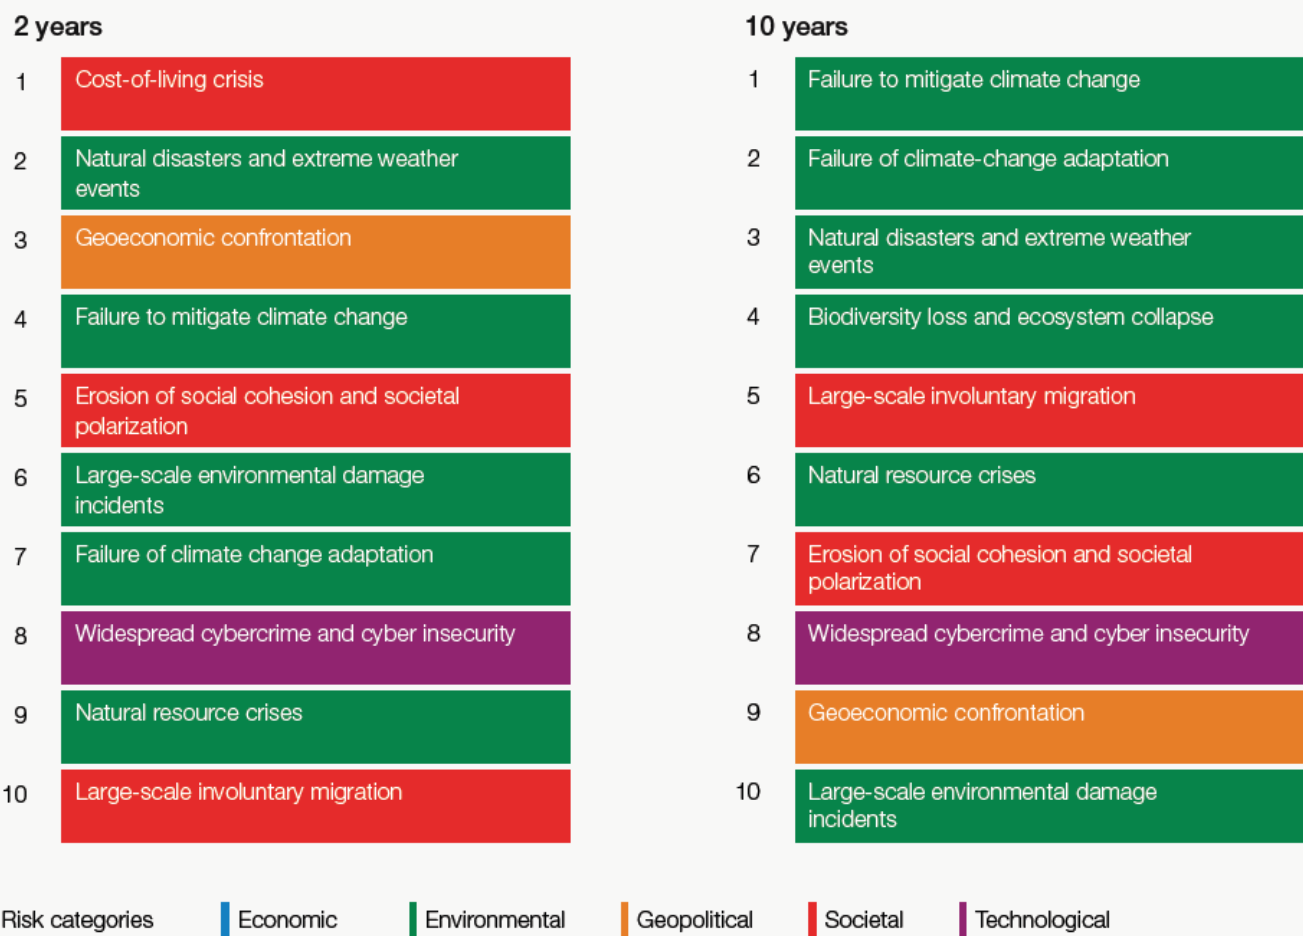 2 years
1 Cost-of-living crisis
2 Natural disasters and extreme weather
events
3 Geoeconomic confrontation
4 Failure to mitigate climate change
5 Erosion of social cohesion and societal
polarization
6 Large-scale environmental damage
incidents
7 Failure of climate change adaptation
8 Widespread cybercrime and cyber insecurity
9 Natural resource crises
10 Large-scale involuntary migration
10 years
1 Failure to mitigate climate change
2 Failure of climate-change adaptation
3 Natural disasters and extreme weather
events
4 Biodiversity loss and ecosystem collapse
5 Large-scale involuntary migration
6 Natural resource crises
7 Erosion of social cohesion and societal
polarization
8 Widespread cybercrime and cyber insecurity
9 Geoeconomic confrontation
10 Large-scale environmental damage
incidents
Risk categories Economic Environmental Geopolitical Societal Technological